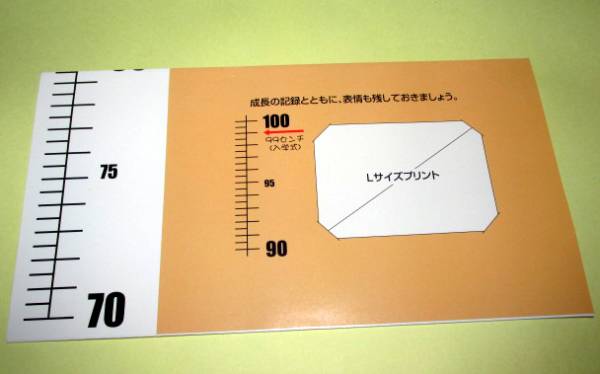 成長の記録とともに、表情も残しておきましょう。
100
99センチ
(入学式)
95
90
Lサイズプリント
75
70